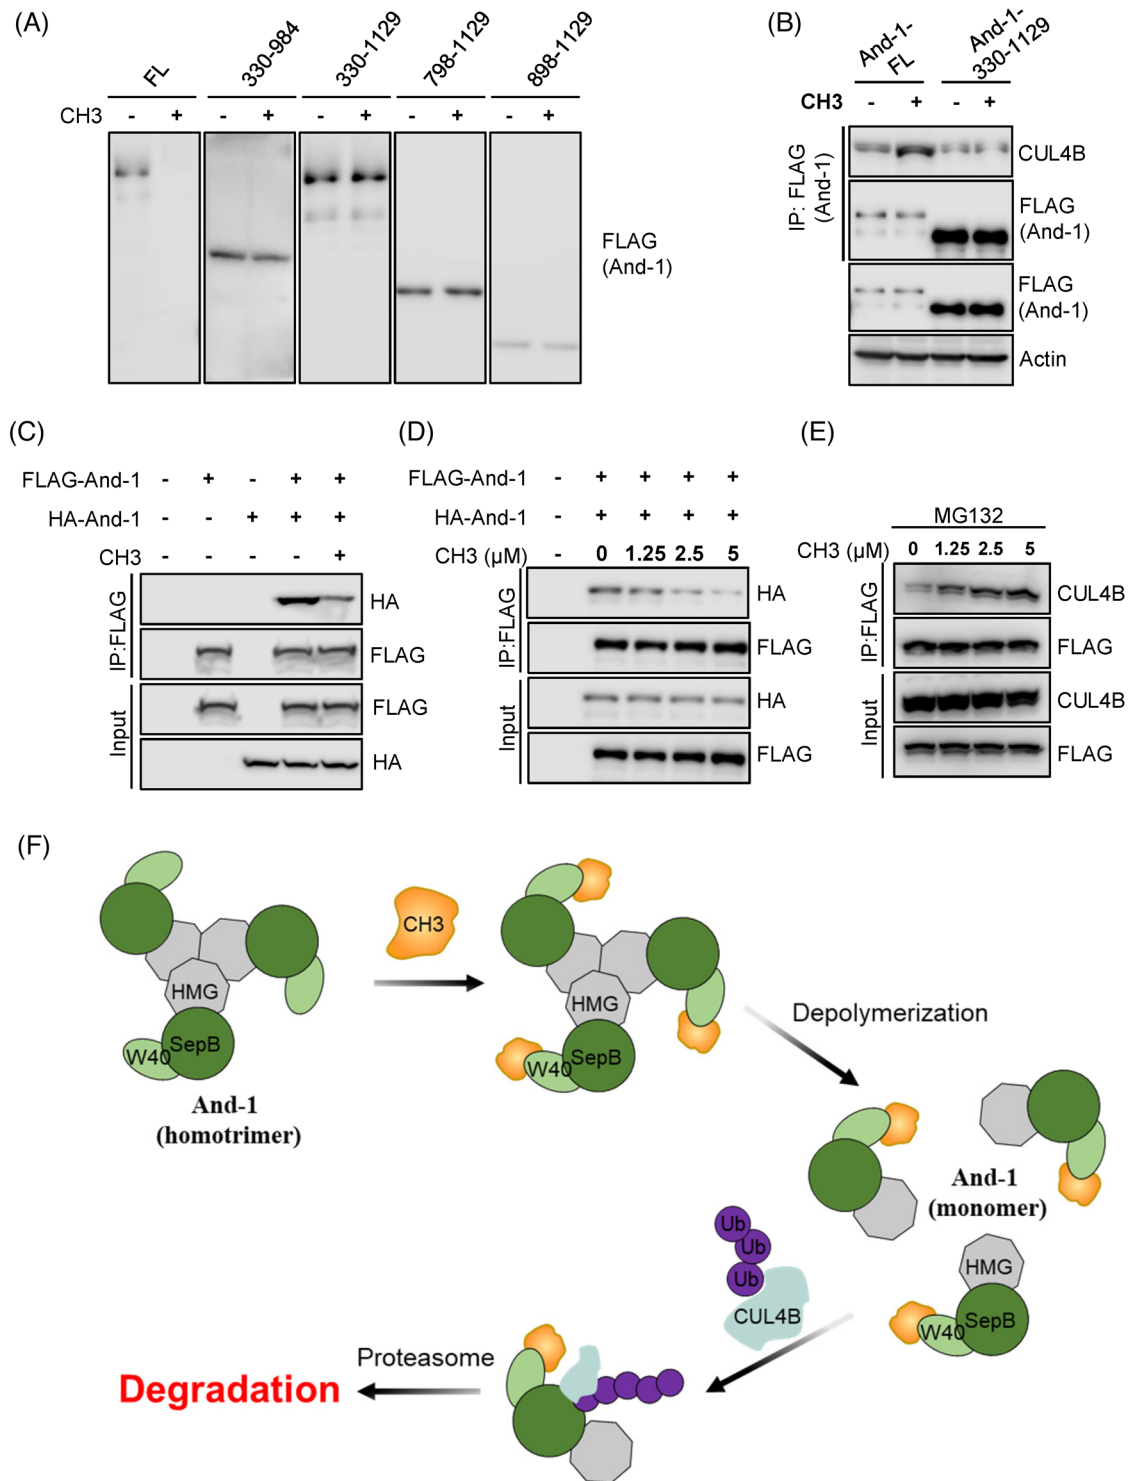 (A)
FL
330-984
330-1129
798-1129
898-1129
CH3 - + - + - + - + - +
FLAG
(And-1)
(B)
And-1-
FL
And-1-
330-1129
CH3 - + - +
IP: FLAG
(And-1)
CUL4B
FLAG
(And-1)
FLAG
(And-1)
Actin
(C)
FLAG-And-1 - + - + +
HA-And-1 - - + + +
CH3 - - - - +
IP:FLAG
HA
FLAG
Input
FLAG
HA
(D)
FLAG-And-1 - + + + +
HA-And-1 - + + + +
CH3 (µM) - 0 1.25 2.5 5
IP:FLAG
HA
FLAG
Input
HA
FLAG
(E)
MG132
CH3 (µM) 0 1.25 2.5 5
IP:FLAG
CUL4B
FLAG
Input
CUL4B
FLAG
(F)
HMG
SepB
W40
And-1
(homotrimer)
CH3
HMG
SepB
W40
Depolymerization
And-1
(monomer)
HMG
SepB
W40
Ub
Ub
Ub
CUL4B
Proteasome
Degradation